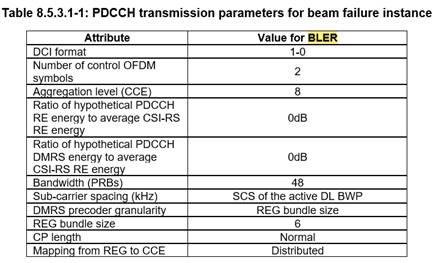 Table 8.5.3.1-1: PDCCH transmission parameters for beam failure instance
Attribute Value for BLER
DCI format 1-0
Number of control OFDM
symbols
2
Aggregation level (CCE) 8
Ratio of hypothetical PDCCH
RE energy to average CSI-RS
RE energy
0dB
Ratio of hypothetical PDCCH
DMRS energy to average
CSI-RS RE energy
0dB
Bandwidth (PRBs) 48
Sub-carrier spacing (kHz) SCS of the active DL BWP
DMRS precoder granularity REG bundle size
REG bundle size 6
CP length Normal
Mapping from REG to CCE Distributed